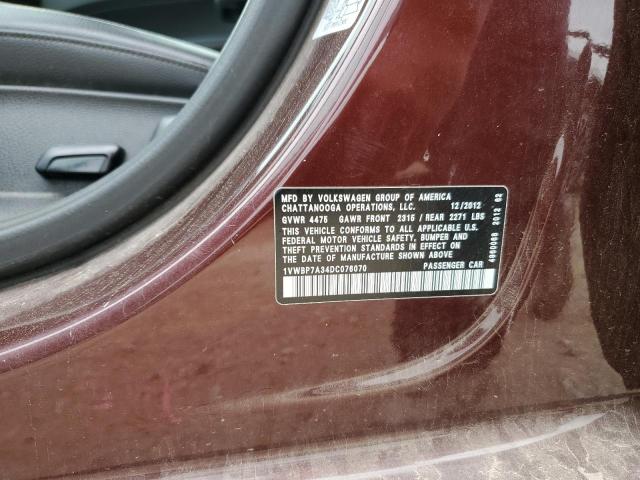 MFD BY VOLKSWAGEN GROUP OF AMERICA
CHATTANOOGA OPERATIONS, LLC. 12/2012
GVWR 4475 GAWR FRONT 2315 / REAR 2271 LBS
THIS VEHICLE CONFORMS TO ALL APPLICABLE U.S.
FEDERAL MOTOR VEHICLE SAFETY, BUMPER AND
THEFT PREVENTION STANDARDS IN EFFECT ON
THE DATE OF MANUFACTURE SHOWN ABOVE
1VWBP7A34DC076070 PASSENGER CAR